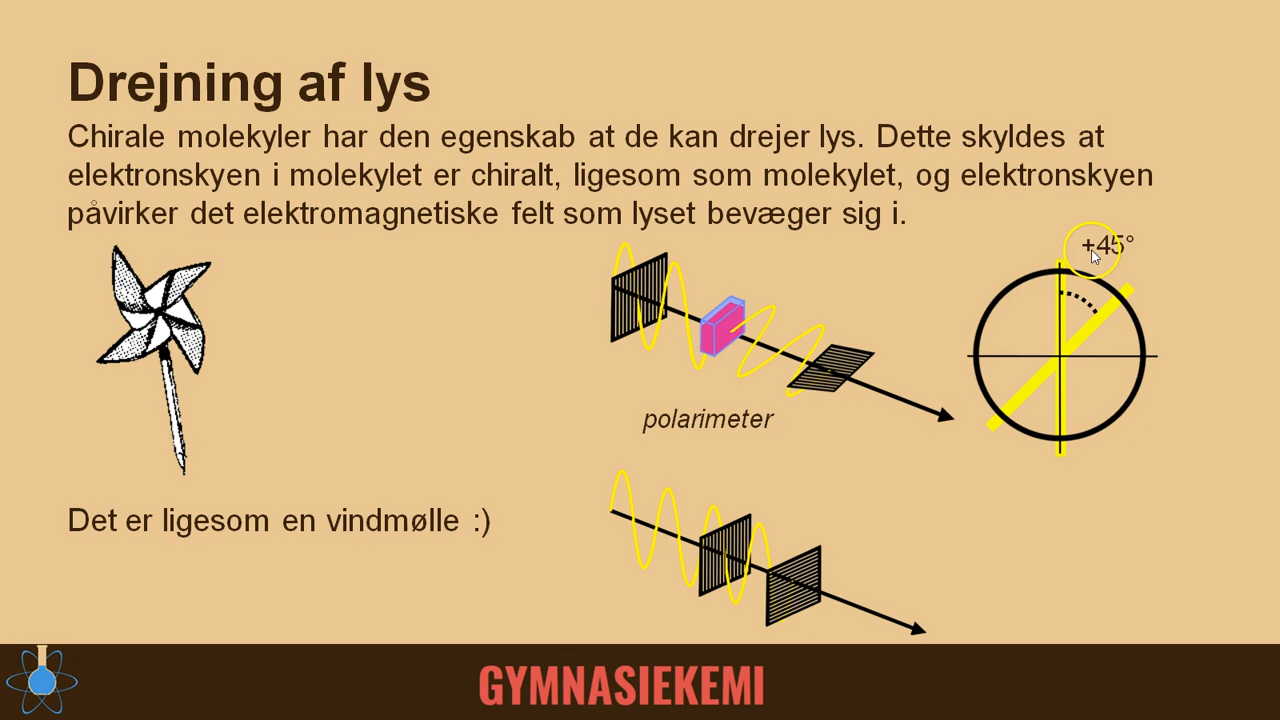 Drejning af lys
Chirale molekyler har den egenskab at de kan drejer lys. Dette skyldes at
elektronskyen i molekylet er chiralt, ligesom som molekylet, og elektronskyen
påvirker det elektromagnetiske felt som lyset bevæger sig i.
+45°
polarimeter
Det er ligesom en vindmølle :)
GYMNASIEKEMI